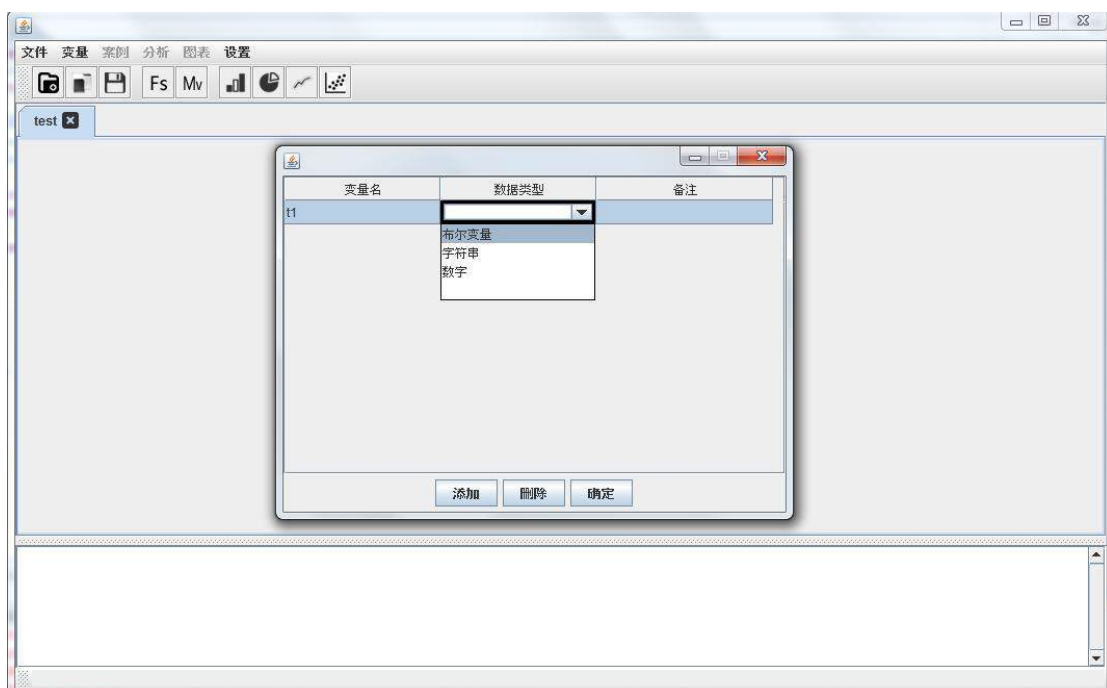 文件 变量 案例 分析 图表 设置
Fs Mv
test
变量名 数据类型 备注
t1
布尔变量
字符串
数字
添加 删除 确定